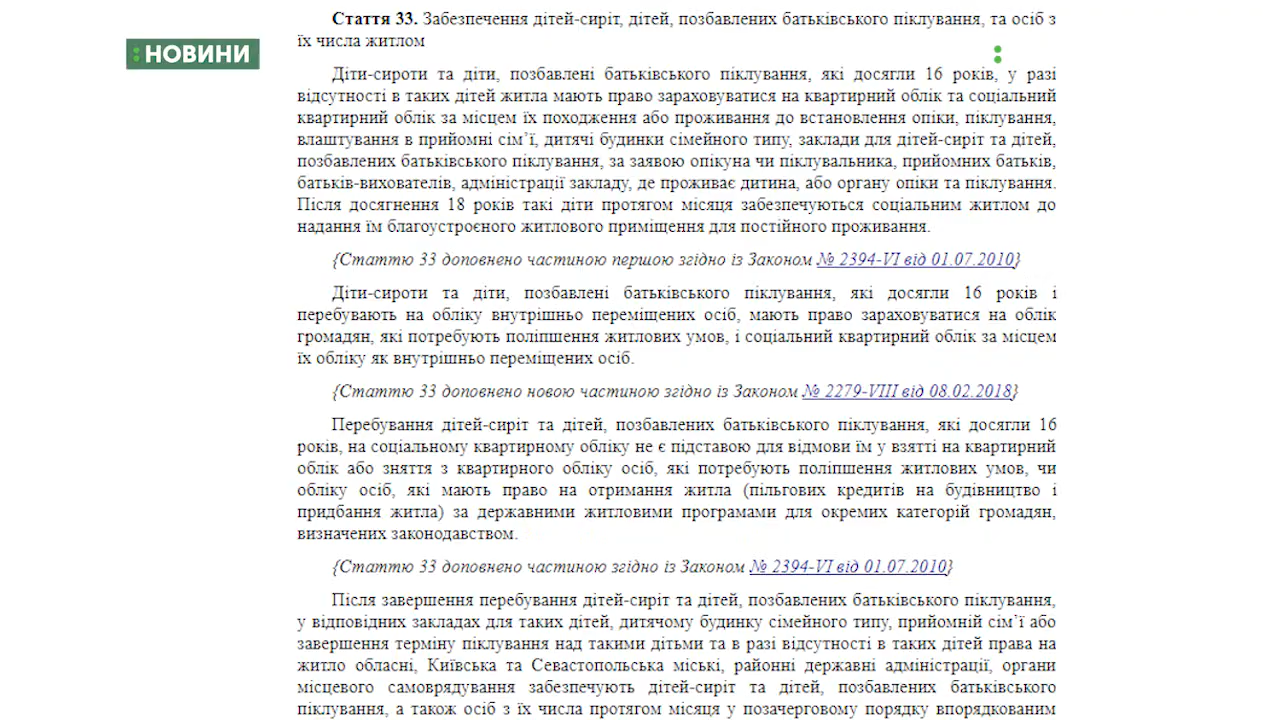 Стаття 33. Забезпечення дітей-сиріт, дітей, позбавлених батьківського піклування, та осіб з
їх числа житлом
:НОВИНИ
Діти-сироти та діти, позбавлені батьківського піклування, які досягли 16 років, у разі
відсутності в таких дітей житла мають право зараховуватися на квартирний облік та соціальний
квартирний облік за місцем їх походження або проживання до встановлення опіки, піклування,
влаштування в прийомні сім’ї, дитячі будинки сімейного типу, заклади для дітей-сиріт та дітей,
позбавлених батьківського піклування, за заявою опікуна чи піклувальника, прийомних батьків,
батьків-вихователів, адміністрації закладу, де проживає дитина, або органу опіки та піклування.
Після досягнення 18 років такі діти протягом місяця забезпечуються соціальним житлом до
надання їм благоустроєного житлового приміщення для постійного проживання.
{Статтю 33 доповнено частиною першою згідно із Законом № 2394-VI від 01.07.2010}
Діти-сироти та діти, позбавлені батьківського піклування, які досягли 16 років і
перебувають на обліку внутрішньо переміщених осіб, мають право зараховуватися на облік
громадян, які потребують поліпшення житлових умов, і соціальний квартирний облік за місцем
їх обліку як внутрішньо переміщених осіб.
{Статтю 33 доповнено новою частиною згідно із Законом № 2279-VIII від 08.02.2018}
Перебування дітей-сиріт та дітей, позбавлених батьківського піклування, які досягли 16
років, на соціальному квартирному обліку не є підставою для відмови їм у взятті на квартирний
облік або зняття з квартирного обліку осіб, які потребують поліпшення житлових умов, чи
обліку осіб, які мають право на отримання житла (пільгових кредитів на будівництво і
придбання житла) за державними житловими програмами для окремих категорій громадян,
визначених законодавством.
{Статтю 33 доповнено частиною згідно із Законом № 2394-VI від 01.07.2010}
Після завершення перебування дітей-сиріт та дітей, позбавлених батьківського піклування,
у відповідних закладах для таких дітей, дитячому будинку сімейного типу, прийомній сім’ї або
завершення терміну піклування над такими дітьми та в разі відсутності в таких дітей права на
житло обласні, Київська та Севастопольська міські, районні державні адміністрації, органи
місцевого самоврядування забезпечують дітей-сиріт та дітей, позбавлених батьківського
піклування, а також осіб з їх числа протягом місяця у позачерговому порядку впорядкованим